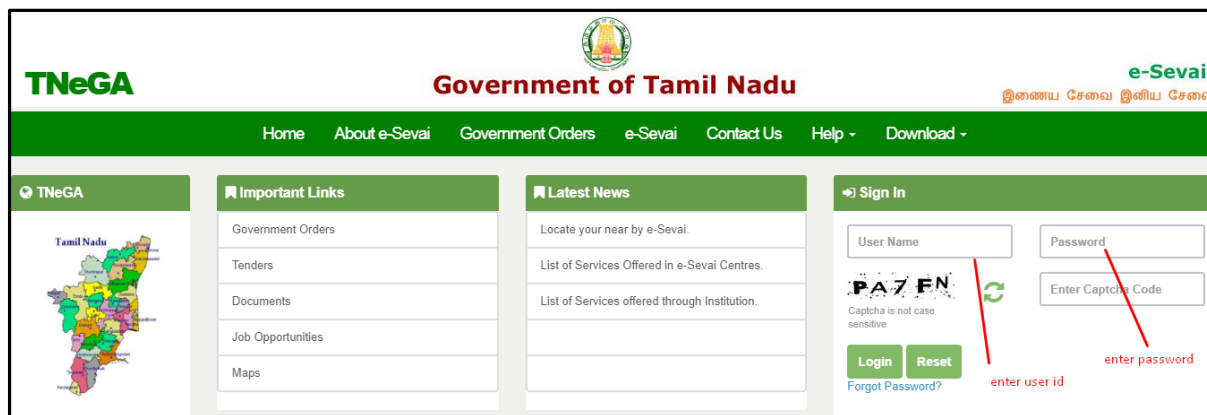 TNeGA
Government of Tamil Nadu
e-Sevai
இணைய சேவை இனிய சேவை
Home About e-Sevai Government Orders e-Sevai Contact Us Help Download
TNeGA
Tamil Nadu
Important Links
Government Orders
Tenders
Documents
Job Opportunities
Maps
Latest News
Locate your near by e-Sevai.
List of Services Offered in e-Sevai Centres.
List of Services offered through Institution.
Sign In
User Name Password
PA7FN Enter Captcha Code
Captcha is not case
sensitive
Login Reset
Forgot Password?
enter user id
enter password